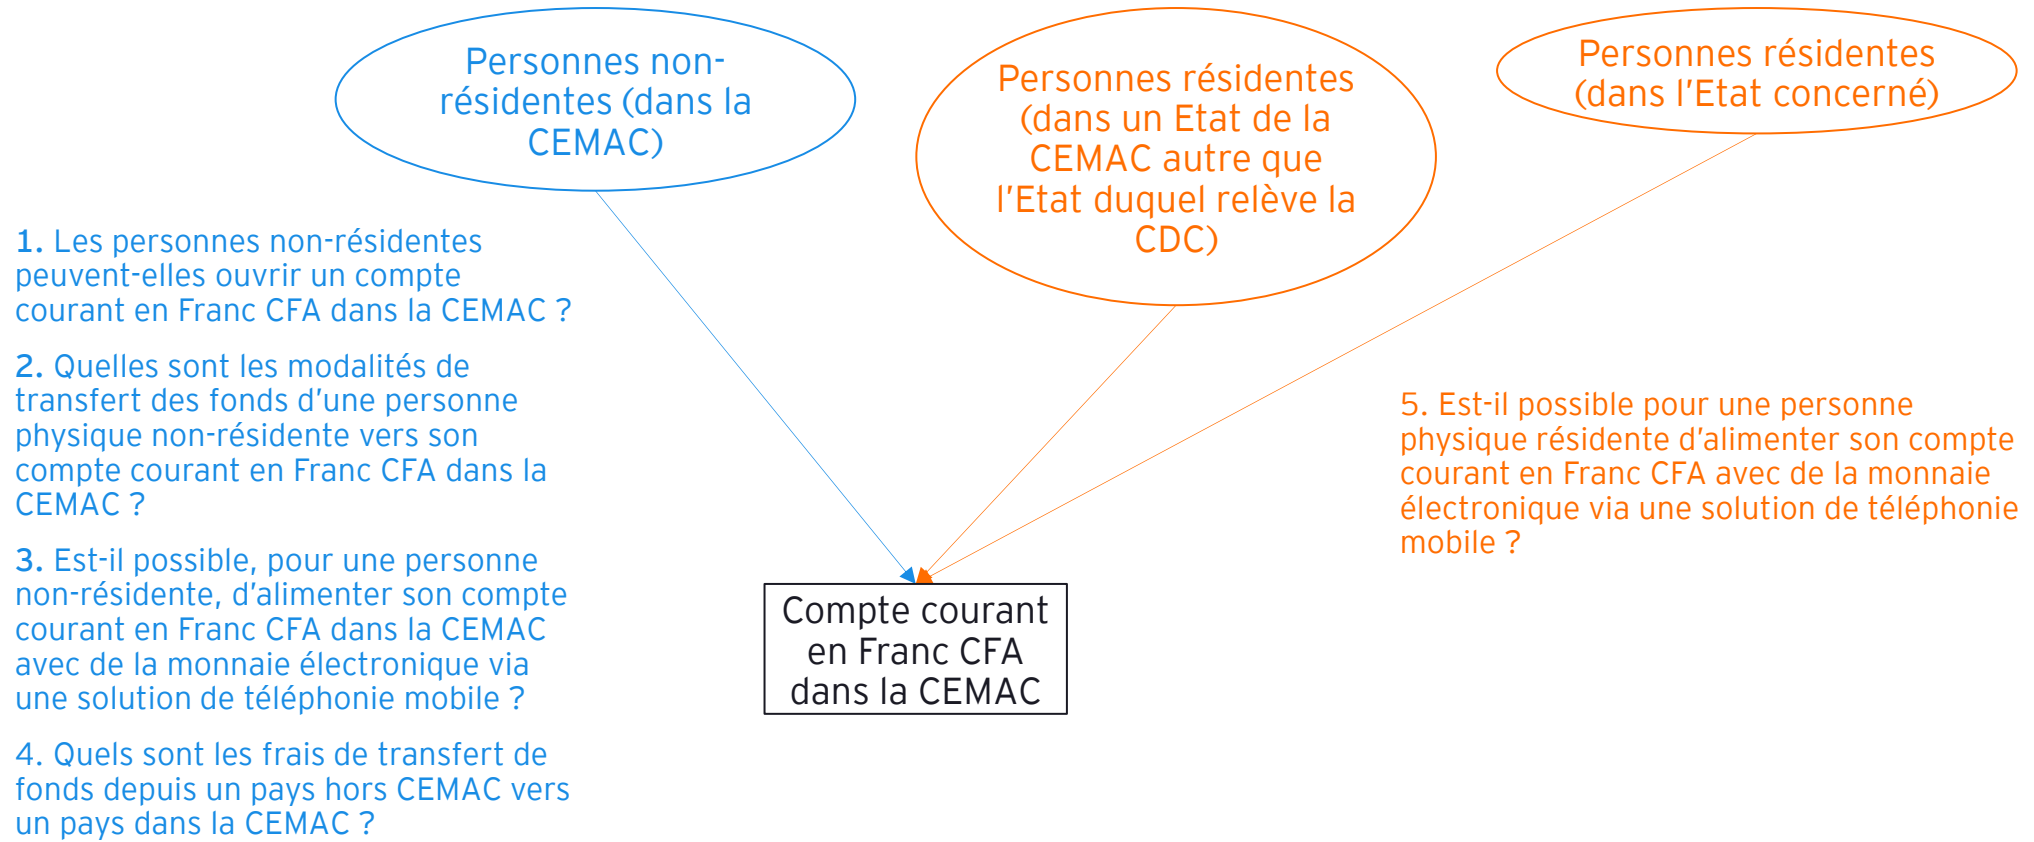 Personnes non-
résidentes (dans la
CEMAC)
Personnes résidentes
(dans un Etat de la
CEMAC autre que
l'Etat duquel relève la
CDC)
Personnes résidentes
(dans l'Etat concerné)
1. Les personnes non-résidentes
peuvent-elles ouvrir un compte
courant en Franc CFA dans la CEMAC ?
2. Quelles sont les modalités de
transfert des fonds d'une personne
physique non-résidente vers son
compte courant en Franc CFA dans la
CEMAC ?
3. Est-il possible, pour une personne
non-résidente, d'alimenter son compte
courant en Franc CFA dans la CEMAC
avec de la monnaie électronique via
une solution de téléphonie mobile ?
4. Quels sont les frais de transfert de
fonds depuis un pays hors CEMAC vers
un pays dans la CEMAC ?
5. Est-il possible pour une personne
physique résidente d'alimenter son compte
courant en Franc CFA avec de la monnaie
électronique via une solution de téléphonie
mobile ?
Compte courant
en Franc CFA
dans la CEMAC